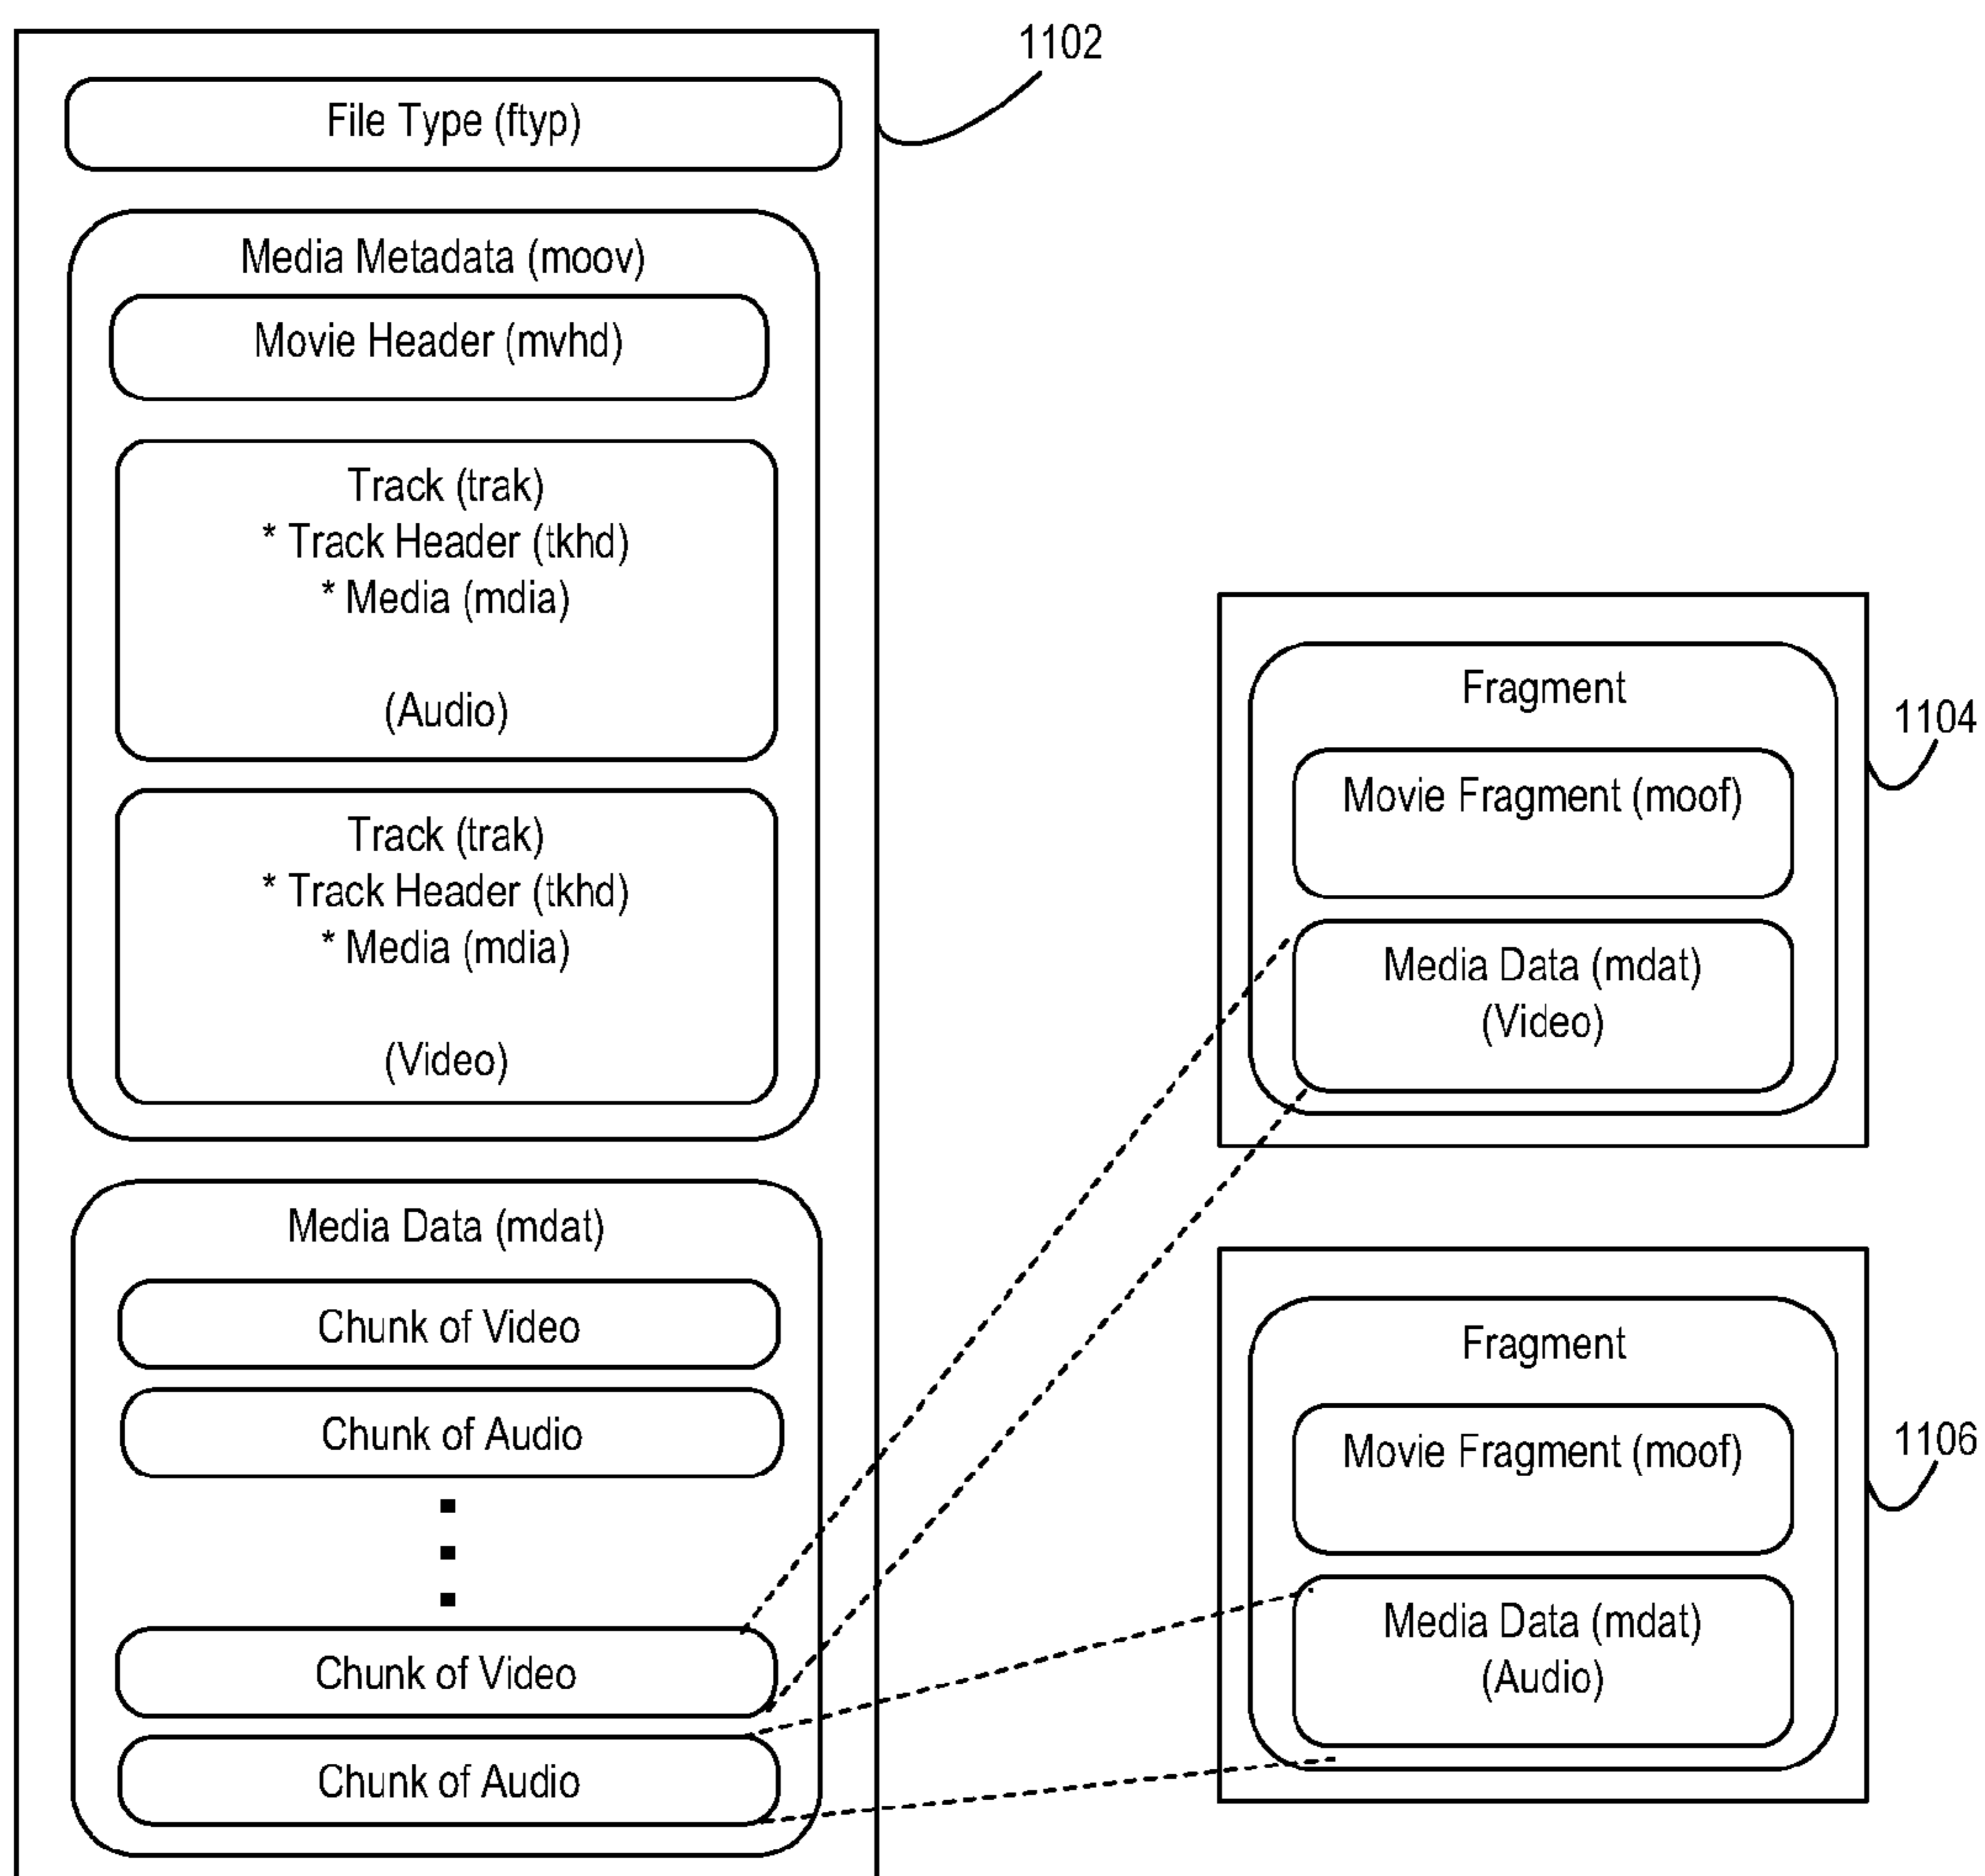 1102
File Type (ftyp)
Media Metadata (moov)
Movie Header (mvhd)
Track (trak)
* Track Header (tkhd)
* Media (mdia)
(Audio)
Track (trak)
* Track Header (tkhd)
* Media (mdia)
(Video)
Media Data (mdat)
Chunk of Video
Chunk of Audio
Chunk of Video
Chunk of Audio
1104
Fragment
Movie Fragment (moof)
Media Data (mdat)
(Video)
1106
Fragment
Movie Fragment (moof)
Media Data (mdat)
(Audio)